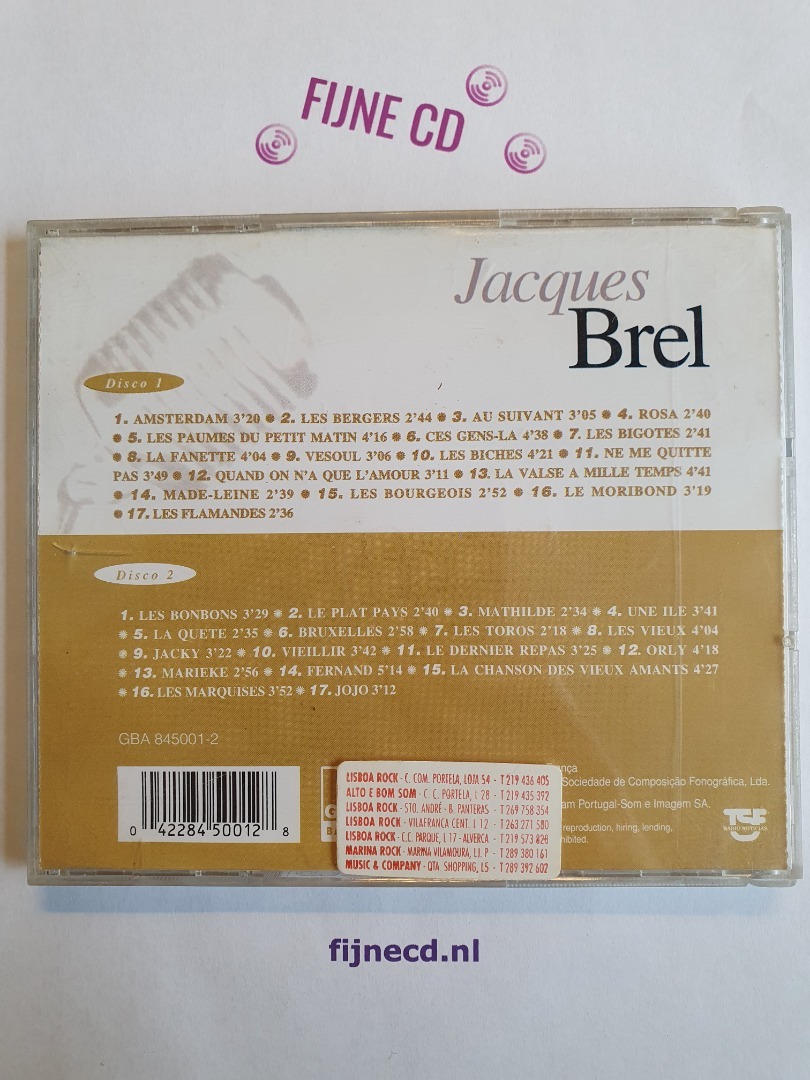 FIJNE CD
Jacques
Brel
Disco 1
1. AMSTERDAM 3'20 ✹ 2. LES BERGERS 2'44 ✹ 3. AU SUIVANT 3'05 ✹ 4. ROSA 2'40
✹ 5. LES PAUMES DU PETIT MATIN 4'16 ✹ 6. CES GENS-LA 4'38 ✹ 7. LES BIGOTES 2'41
✹ 8. LA FANETTE 4'04 ✹ 9. VESOUL 3'06 ✹ 10. LES BICHES 4'21 ✹ 11. NE ME QUITTE
PAS 3'49 ✹ 12. QUAND ON N'A QUE L'AMOUR 3'11 ✹ 13. LA VALSE A MILLE TEMPS 4'41
✹ 14. MADE-LEINE 2'39 ✹ 15. LES BOURGEOIS 2'52 ✹ 16. LE MORIBOND 3'19
✹ 17. LES FLAMANDES 2'36
Disco 2
1. LES BONBONS 3'29 ✹ 2. LE PLAT PAYS 2'40 ✹ 3. MATHILDE 2'34 ✹ 4. UNE ILE 3'41
✹ 5. LA QUETE 2'35 ✹ 6. BRUXELLES 2'58 ✹ 7. LES TOROS 2'18 ✹ 8. LES VIEUX 4'04
✹ 9. JACKY 3'22 ✹ 10. VIEILLIR 3'42 ✹ 11. LE DERNIER REPAS 3'25 ✹ 12. ORLY 4'18
✹ 13. MARIEKE 2'56 ✹ 14. FERNAND 5'14 ✹ 15. LA CHANSON DES VIEUX AMANTS 4'27
✹ 16. LES MARQUISES 3'52 ✹ 17. JOJO 3'12
GBA 845001-2
0 42284 50012 8
LISBOA ROCK - C. COM. PORTELA, LOJA 54 - T 219 436 405
ALTO E BOM SOM - C. C. PORTELA, L 28 - T 219 435 392
LISBOA ROCK - STO. ANDRÉ - B. PANTERAS - T 269 758 354
LISBOA ROCK - VILAFRANCA CENT. L 12 - T 263 271 580
LISBOA ROCK - C.C. PARQUE, L 17 - ALVERCA - T 219 573 824
MARINA ROCK - MARINA VILAMOURA, LJ. P - T 289 380 161
MUSIC & COMPANY - QTA. SHOPPING, L5 - T 289 392 602
Sociedade de Composição Fonográfica, Lda.
Portugal-Som e Imagem SA.
reproduction, hiring, lending,
TSF
RÁDIO NOTÍCIAS
fijnecd.nl